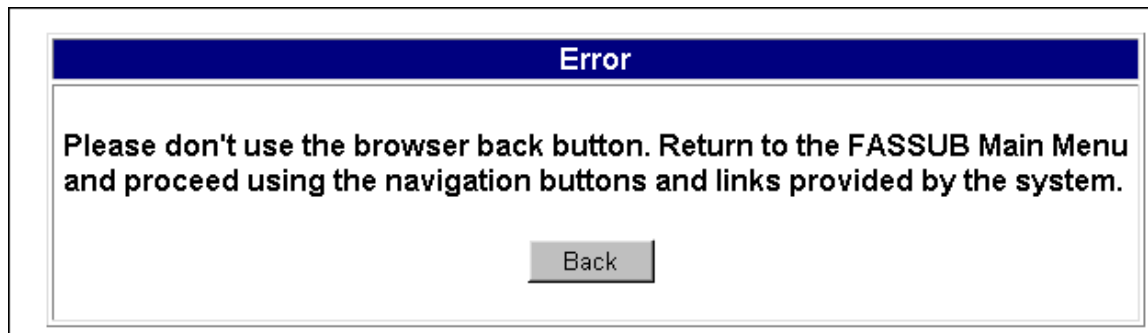 Error
Please don't use the browser back button. Return to the FASSUB Main Menu
and proceed using the navigation buttons and links provided by the system.
Back